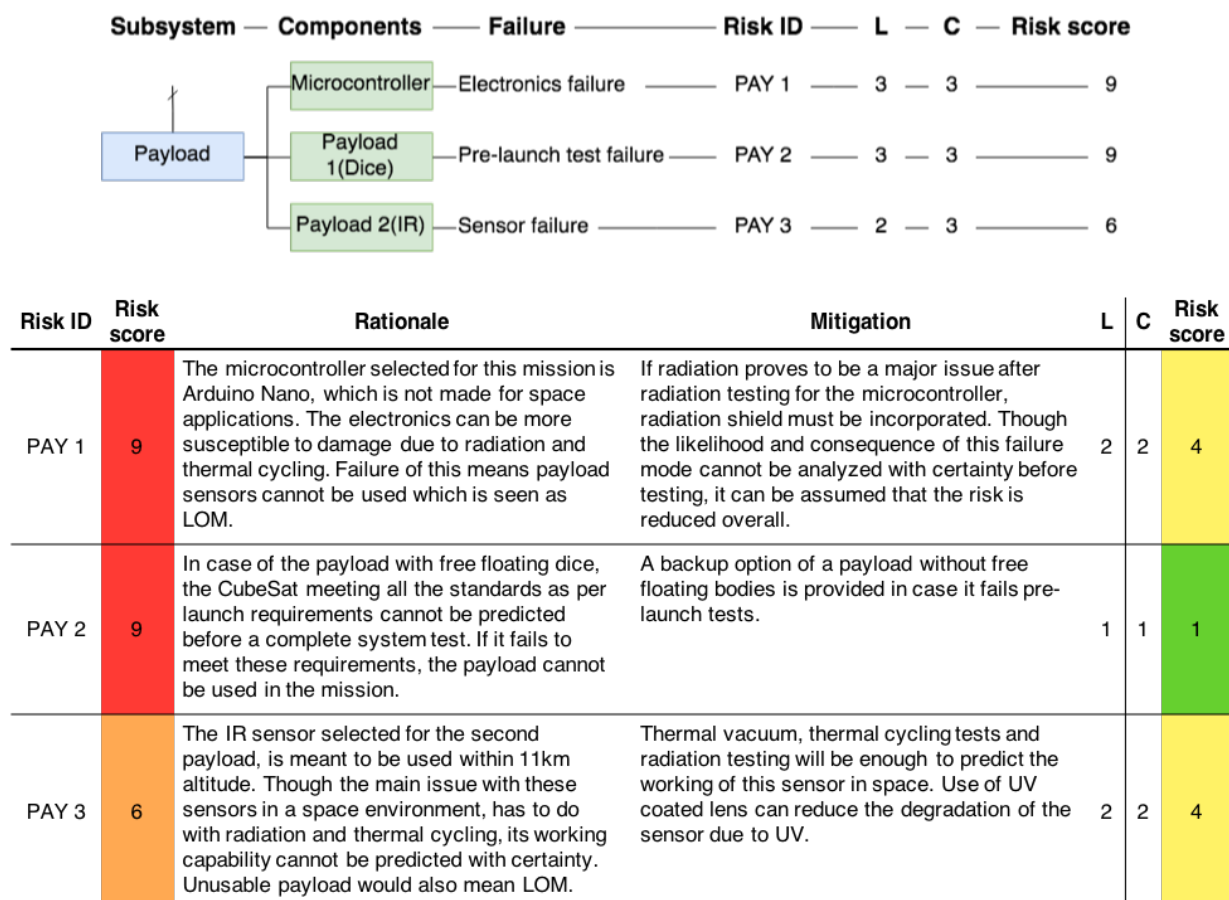 Subsystem Components Failure Risk ID L C Risk score
Microcontroller Electronics failure PAY 1 3 3 9
Payload
Payload
1(Dice) Pre-launch test failure PAY 2 3 3 9
Payload 2(IR) Sensor failure PAY 3 2 3 6
Risk ID Risk score Rationale Mitigation L C Risk score
PAY 1
9
The microcontroller selected for this mission is
Arduino Nano, which is not made for space
applications. The electronics can be more
susceptible to damage due to radiation and
thermal cycling. Failure of this means payload
sensors cannot be used which is seen as
LOM.
If radiation proves to be a major issue after
radiation testing for the microcontroller,
radiation shield must be incorporated. Though
the likelihood and consequence of this failure
mode cannot be analyzed with certainty before
testing, it can be assumed that the risk is
reduced overall.
2 2 4
PAY 2
9
In case of the payload with free floating dice,
the CubeSat meeting all the standards as per
launch requirements cannot be predicted
before a complete system test. If it fails to
meet these requirements, the payload cannot
be used in the mission.
A backup option of a payload without free
floating bodies is provided in case it fails pre-
launch tests.
1 1 1
PAY 3
6
The IR sensor selected for the second
payload, is meant to be used within 11km
altitude. Though the main issue with these
sensors in a space environment, has to do
with radiation and thermal cycling, its working
capability cannot be predicted with certainty.
Unusable payload would also mean LOM.
Thermal vacuum, thermal cycling tests and
radiation testing will be enough to predict the
working of this sensor in space. Use of UV
coated lens can reduce the degradation of the
sensor due to UV.
2 2 4